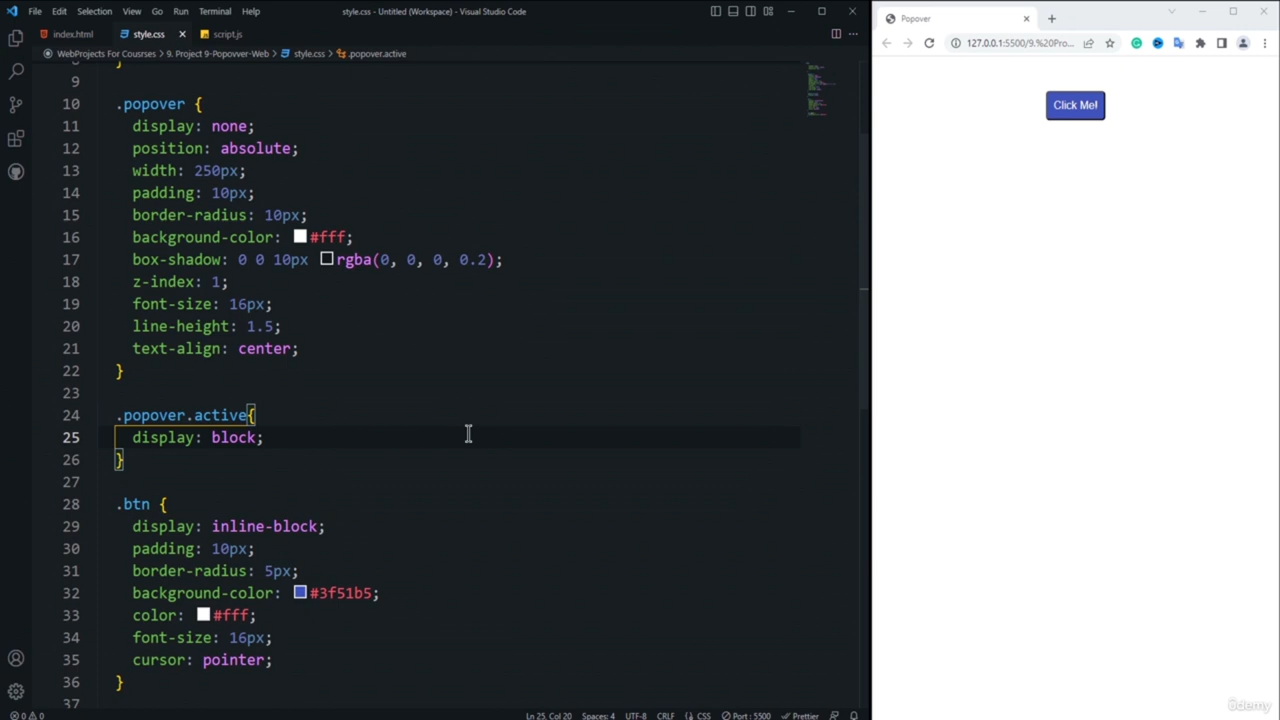 File Edit Selection View Go Run Terminal Help
style.css - Untitled (Workspace) - Visual Studio Code
index.html
style.css
script.js
WebProjects For Coursrses > 9. Project 9-Popover-Web > style.css > .popover.active
9
10 .popover {
11 display: none;
12 position: absolute;
13 width: 250px;
14 padding: 10px;
15 border-radius: 10px;
16 background-color: #fff;
17 box-shadow: 0 0 10px rgba(0, 0, 0, 0.2);
18 z-index: 1;
19 font-size: 16px;
20 line-height: 1.5;
21 text-align: center;
22 }
23
24 .popover.active{
25 display: block;
26 }
27
28 .btn {
29 display: inline-block;
30 padding: 10px;
31 border-radius: 5px;
32 background-color: #3f51b5;
33 color: #fff;
34 font-size: 16px;
35 cursor: pointer;
36 }
37
0 0 Ln 25, Col 20 Spaces: 4 UTF-8 CRLF CSS Port : 5500 Prettier
Popover
127.0.0.1:5500/9.%20Pro...
Click Me!
ûdemy